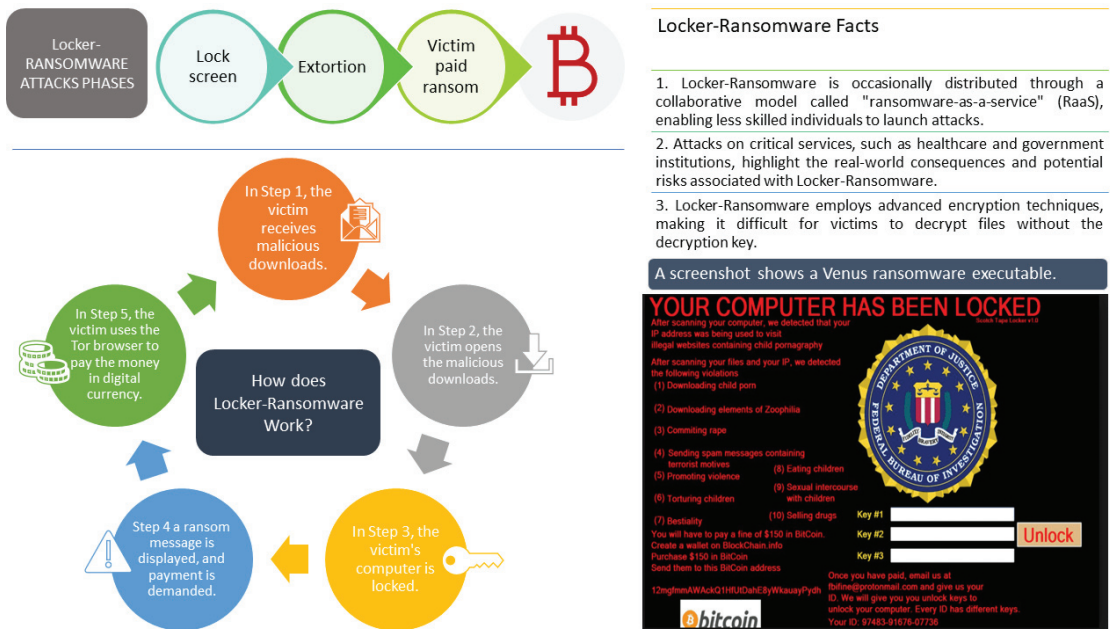 Locker-
RANSOMWARE
ATTACKS PHASES
Lock
screen
Extortion
Victim
paid
ransom
In Step 1, the
victim
receives
malicious
downloads.
In Step 2, the
victim opens
the malicious
downloads.
In Step 3, the
victim's
computer is
locked.
Step 4 a ransom
message is
displayed, and
payment is
demanded.
In Step 5, the
victim uses the
Tor browser to
pay the money
in digital
currency.
How does
Locker-Ransomware
Work?
Locker-Ransomware Facts
1. Locker-Ransomware is occasionally distributed through a
collaborative model called "ransomware-as-a-service" (RaaS),
enabling less skilled individuals to launch attacks.
2. Attacks on critical services, such as healthcare and government
institutions, highlight the real-world consequences and potential
risks associated with Locker-Ransomware.
3. Locker-Ransomware employs advanced encryption techniques,
making it difficult for victims to decrypt files without the
decryption key.
A screenshot shows a Venus ransomware executable.
YOUR COMPUTER HAS BEEN LOCKED
Scotch Tape Locker v1.0
After scanning your computer, we detected that your
IP address was being used to visit
illegal websites containing child pornagraphy
After scanning your files and your IP, we detected
the following violations
(1) Downloading child porn
(2) Downloading elements of Zoophilia
(3) Commiting rape
(4) Sending spam messages containing
terrorist motives
(5) Promoting violence
(6) Torturing children
(7) Bestiality
(8) Eating children
(9) Sexual intercourse
with children
(10) Selling drugs
You will have to pay a fine of $150 in BitCoin.
Create a wallet on BlockChain.info
Purchase $150 in BitCoin
Send them to this BitCoin address
bitcoin
DEPARTMENT OF JUSTICE
FEDERAL BUREAU OF INVESTIGATION
FIDELITY BRAVERY INTEGRITY
Key #1
Key #2
Key #3
Unlock
Once you have paid, email us at
fbifine@protonmail.com and give us your
ID. We will give you you unlock keys to
unlock your computer. Every ID has different keys.
Your ID: 97483-91676-07736